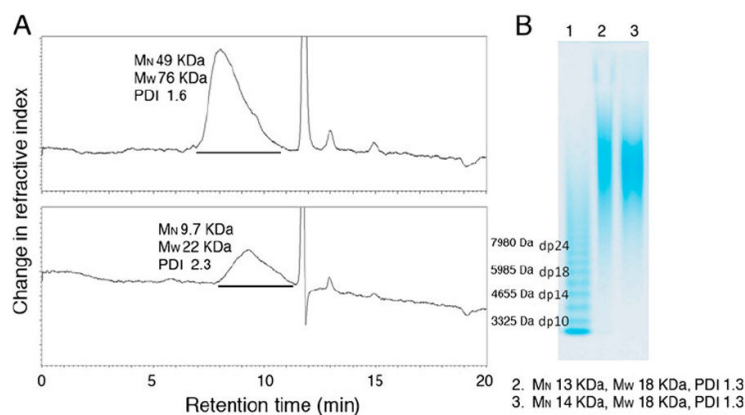 A
MN 49 KDa
MW 76 KDa
PDI 1.6
MN 9.7 KDa
MW 22 KDa
PDI 2.3
Change in refractive index
0 5 10 15 20
Retention time (min)
B
1 2 3
7980 Da dp24
5985 Da dp18
4655 Da dp14
3325 Da dp10
2. MN 13 KDa, MW 18 KDa, PDI 1.3
3. MN 14 KDa, MW 18 KDa, PDI 1.3